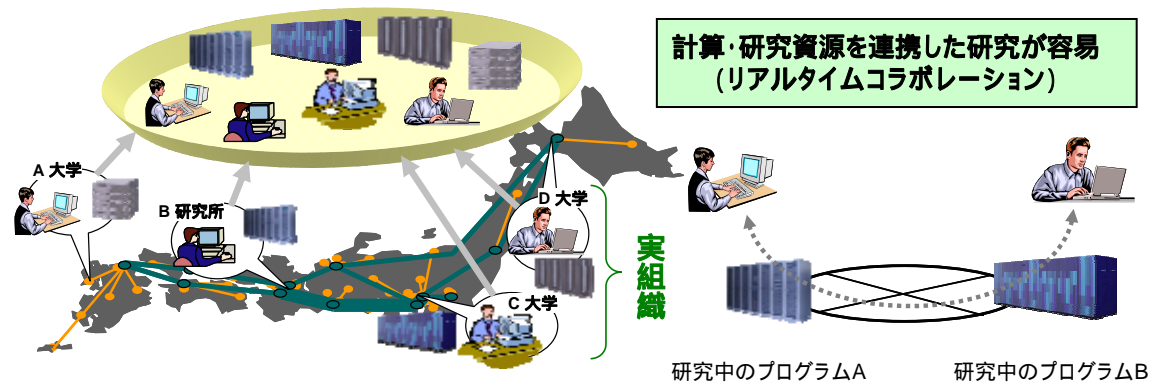 計算・研究資源を連携した研究が容易
(リアルタイムコラボレーション)
A 大学
B 研究所
D 大学
C 大学
実組織
研究中のプログラムA
研究中のプログラムB